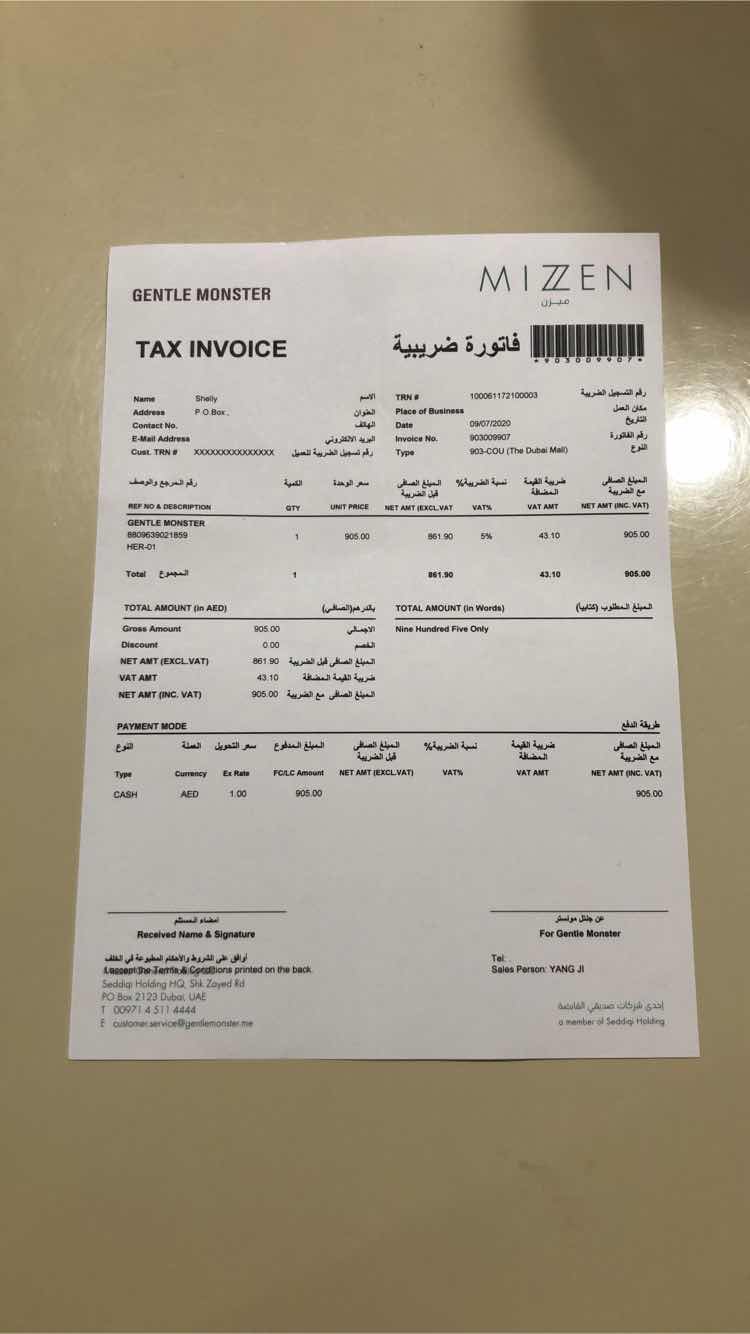 GENTLE MONSTER
MIZZEN
ميزن
TAX INVOICE
فاتورة ضريبية
*903009907*
Name Shelly الاسم
Address P.O.Box, العنوان
Contact No. الهاتف
E-Mail Address البريد الالكتروني
Cust. TRN # XXXXXXXXXXXXXXX رقم تسجيل الضريبة للعميل
TRN # 100061172100003 رقم التسجيل الضريبة
Place of Business مكان العمل
Date 09/07/2020 التاريخ
Invoice No. 903009907 رقم الفاتورة
Type 903-COU (The Dubai Mall) النوع
رقم المرجع والوصف الكمية سعر الوحدة المبلغ الصافي قبل الضريبة نسبة الضريبة% ضريبة القيمة المضافة المبلغ الصافي مع الضريبة
REF NO & DESCRIPTION QTY UNIT PRICE NET AMT (EXCL.VAT VAT% VAT AMT NET AMT (INC. VAT)
GENTLE MONSTER
8809639021859 1 905.00 861.90 5% 43.10 905.00
HER-01
Total المجموع 1 861.90 43.10 905.00
TOTAL AMOUNT (in AED) بالدرهم(الصافي)
Gross Amount 905.00 الاجمالي
Discount 0.00 الخصم
NET AMT (EXCL.VAT) 861.90 المبلغ الصافى قبل الضريبة
VAT AMT 43.10 ضريبة القيمة المضافة
NET AMT (INC. VAT) 905.00 المبلغ الصافى مع الضريبة
TOTAL AMOUNT (in Words) المبلغ المطلوب (كتابيا)
Nine Hundred Five Only
PAYMENT MODE طريقة الدفع
النوع العملة سعر التحويل المبلغ المدفوع المبلغ الصافى قبل الضريبة نسبة الضريبة% ضريبة القيمة المضافة المبلغ الصافى مع الضريبة
Type Currency Ex Rate FC/LC Amount NET AMT (EXCL.VAT) VAT% VAT AMT NET AMT (INC. VAT)
CASH AED 1.00 905.00 905.00
امضاء المستلم
Received Name & Signature
عن جنتل مونستر
For Gentle Monster
أوافق على الشروط والأحكام المطبوعة في الخلف
I accept the Terms & Conditions printed on the back.
Seddiqi Holding HQ, Shk Zayed Rd
PO Box 2123 Dubai, UAE
T 00971 4 511 4444
E customer.service@gentlemonster.me
Tel:
Sales Person: YANG JI
إحدى شركات صديقي القابضة
a member of Seddiqi Holding